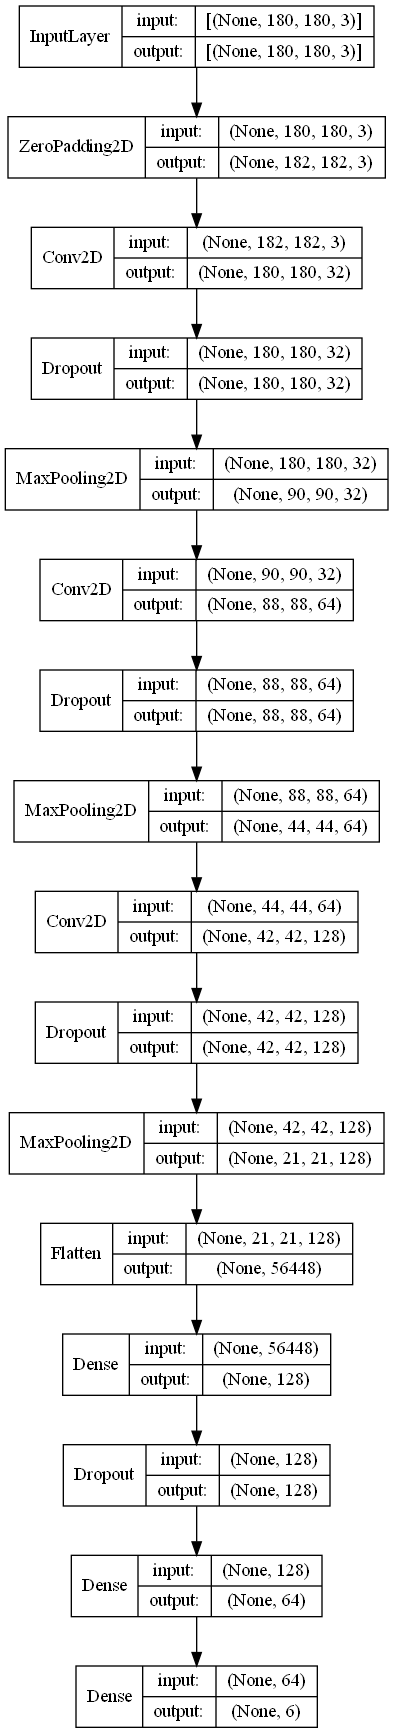 InputLayer
input: [(None, 180, 180, 3)]
output: [(None, 180, 180, 3)]
ZeroPadding2D
input: (None, 180, 180, 3)
output: (None, 182, 182, 3)
Conv2D
input: (None, 182, 182, 3)
output: (None, 180, 180, 32)
Dropout
input: (None, 180, 180, 32)
output: (None, 180, 180, 32)
MaxPooling2D
input: (None, 180, 180, 32)
output: (None, 90, 90, 32)
Conv2D
input: (None, 90, 90, 32)
output: (None, 88, 88, 64)
Dropout
input: (None, 88, 88, 64)
output: (None, 88, 88, 64)
MaxPooling2D
input: (None, 88, 88, 64)
output: (None, 44, 44, 64)
Conv2D
input: (None, 44, 44, 64)
output: (None, 42, 42, 128)
Dropout
input: (None, 42, 42, 128)
output: (None, 42, 42, 128)
MaxPooling2D
input: (None, 42, 42, 128)
output: (None, 21, 21, 128)
Flatten
input: (None, 21, 21, 128)
output: (None, 56448)
Dense
input: (None, 56448)
output: (None, 128)
Dropout
input: (None, 128)
output: (None, 128)
Dense
input: (None, 128)
output: (None, 64)
Dense
input: (None, 64)
output: (None, 6)